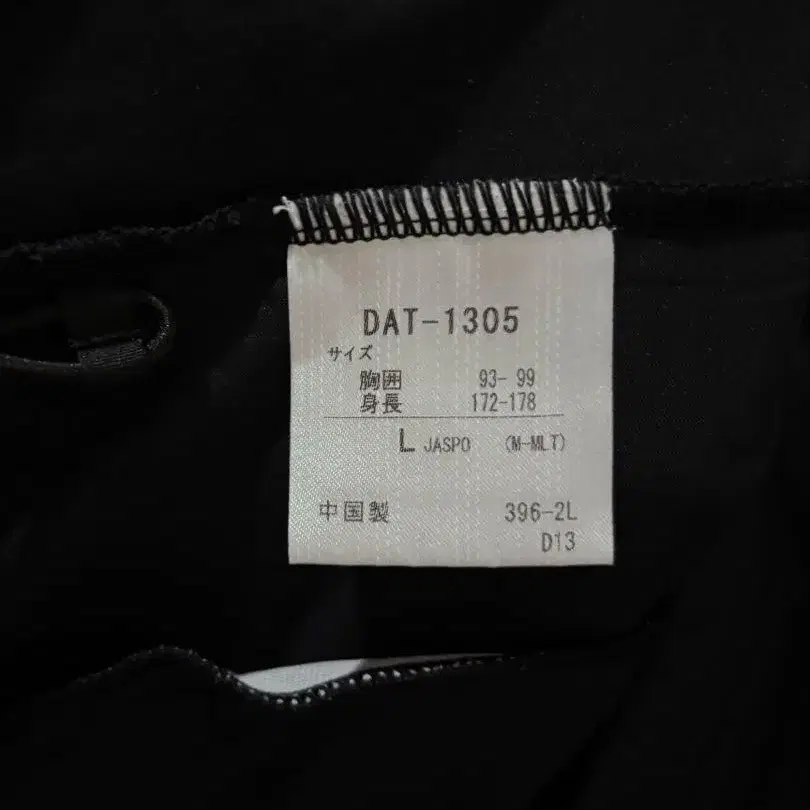 DAT-1305
サイズ
胸囲 93- 99
身長 172-178
L JASPO (M-MLT)
中国製 396-2L
D13